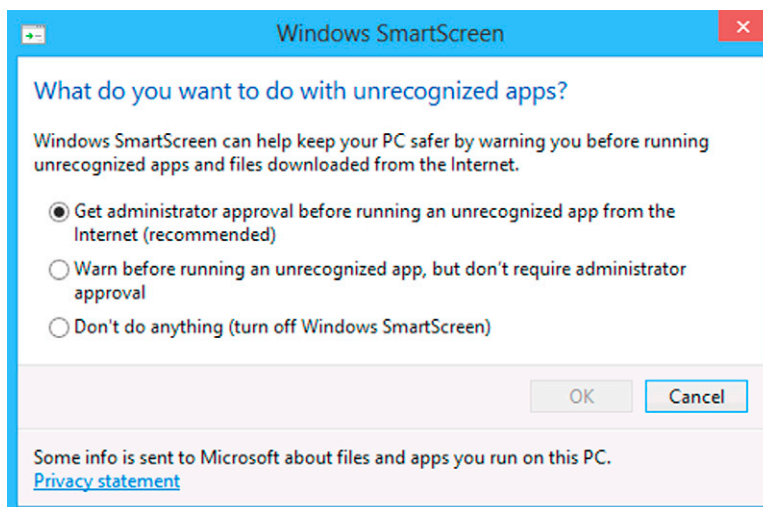 Windows SmartScreen
What do you want to do with unrecognized apps?
Windows SmartScreen can help keep your PC safer by warning you before running
unrecognized apps and files downloaded from the Internet.
Get administrator approval before running an unrecognized app from the
Internet (recommended)
Warn before running an unrecognized app, but don't require administrator
approval
Don't do anything (turn off Windows SmartScreen)
OK Cancel
Some info is sent to Microsoft about files and apps you run on this PC.
Privacy statement